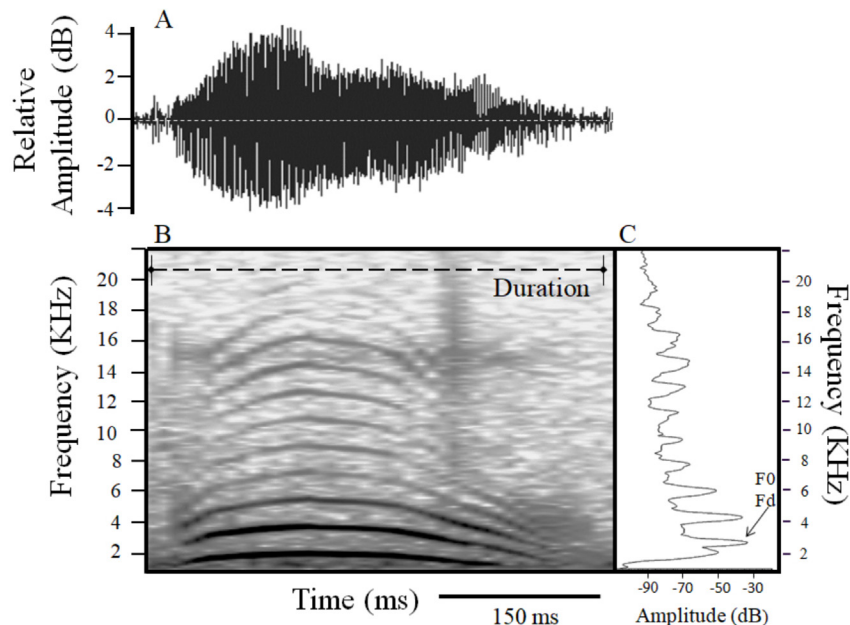 A
Relative
Amplitude (dB)
4
2
0
-2
-4
B
Frequency (KHz)
20
18
16
14
12
10
8
6
4
2
Duration
Time (ms)
150 ms
C
F0
Fd
20
18
16
14
12
10
8
6
4
2
Frequency (KHz)
-90 -70 -50 -30
Amplitude (dB)